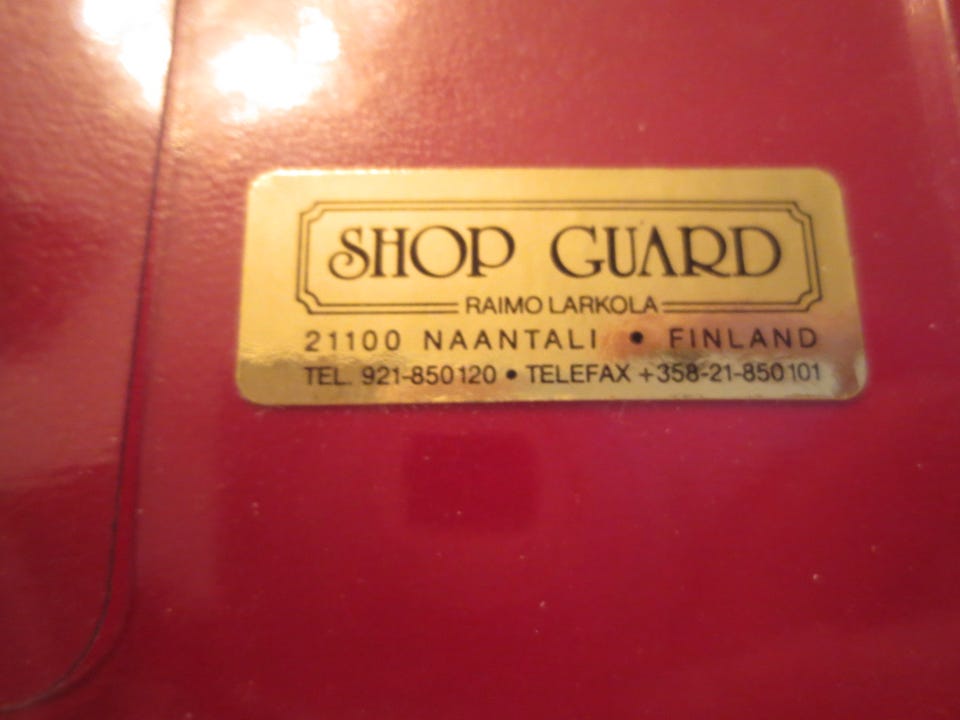 SHOP GUARD
RAIMO LARKOLA
21100 NAANTALI • FINLAND
TEL. 921-850120 • TELEFAX +358-21-850101